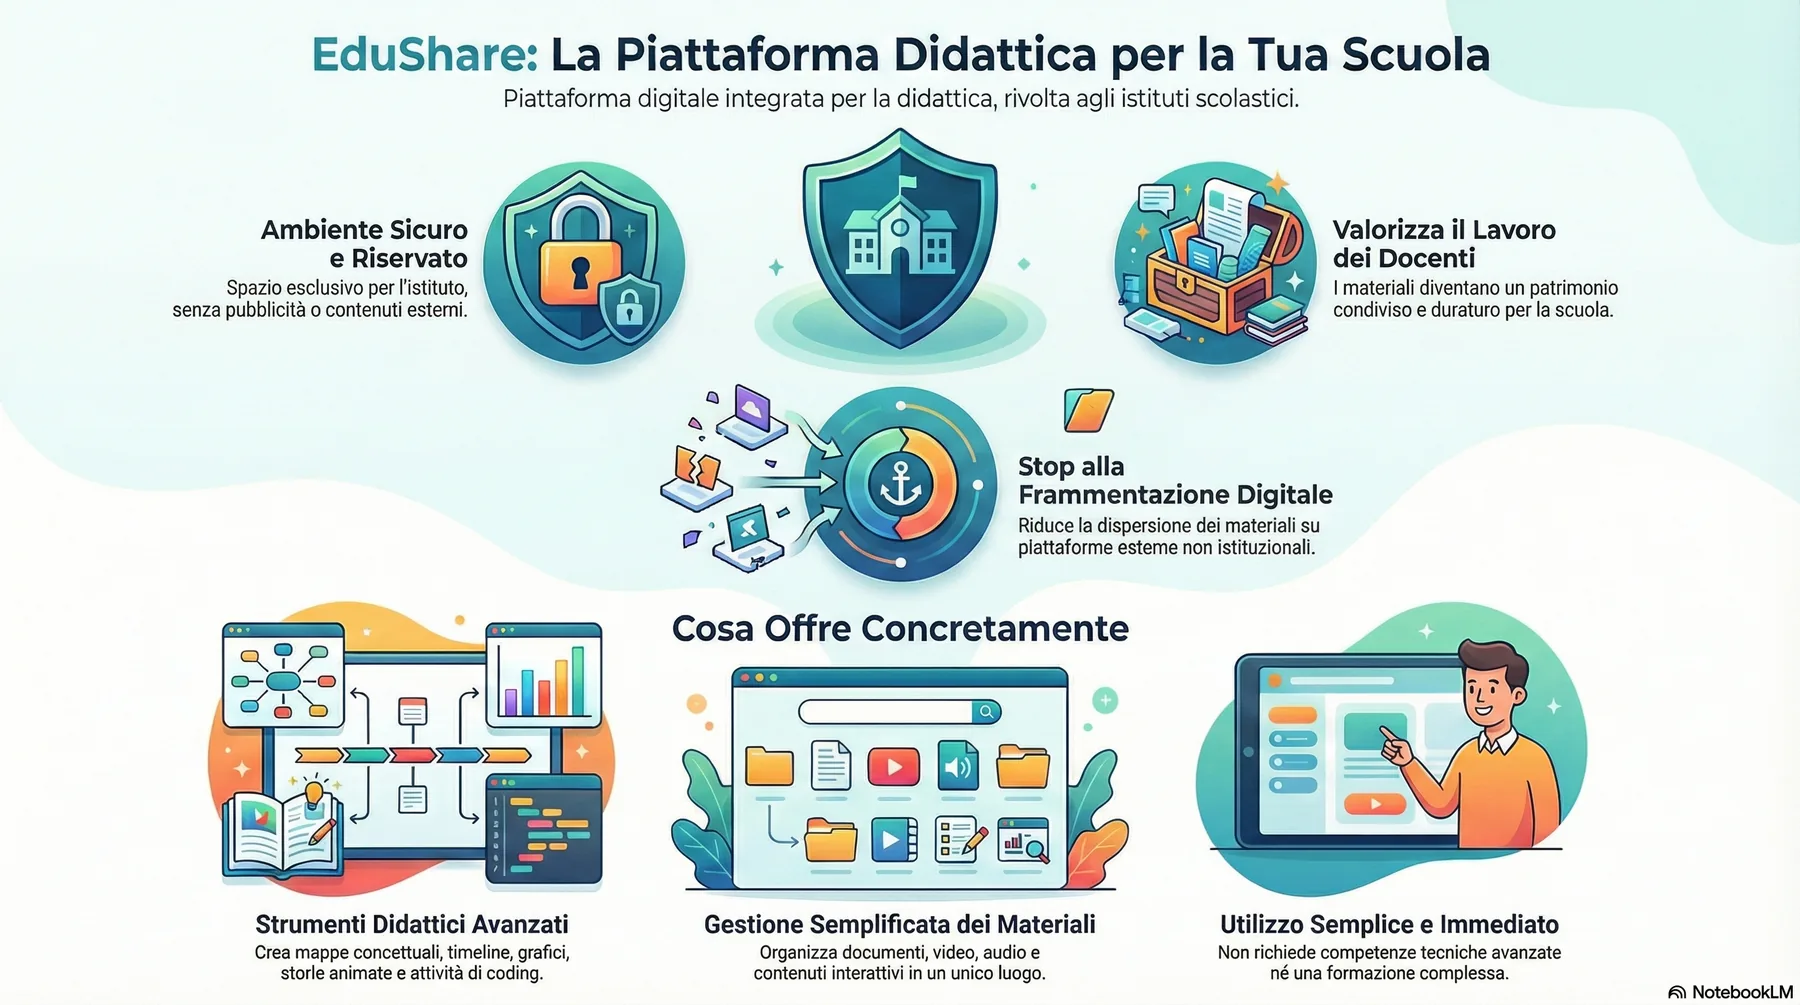 EduShare: La Piattaforma Didattica per la Tua Scuola
Piattaforma digitale integrata per la didattica, rivolta agli istituti scolastici.
Ambiente Sicuro
e Riservato
Spazio esclusivo per l'istituto,
senza pubblicità o contenuti esterni.
Valorizza il Lavoro
dei Docenti
I materiali diventano un patrimonio
condiviso e duraturo per la scuola.
Stop alla
Frammentazione Digitale
Riduce la dispersione dei materiali su
piattaforme esteme non istituzionali.
Cosa Offre Concretamente
Strumenti Didattici Avanzati
Crea mappe concettuali, timeline, grafici,
storle animate e attività di coding.
Gestione Semplificata dei Materiali
Organizza documenti, video, audio e
contenuti interattivi in un unico luogo.
Utilizzo Semplice e Immediato
Non richiede competenze tecniche avanzate
né una formazione complessa.
NotebookLM